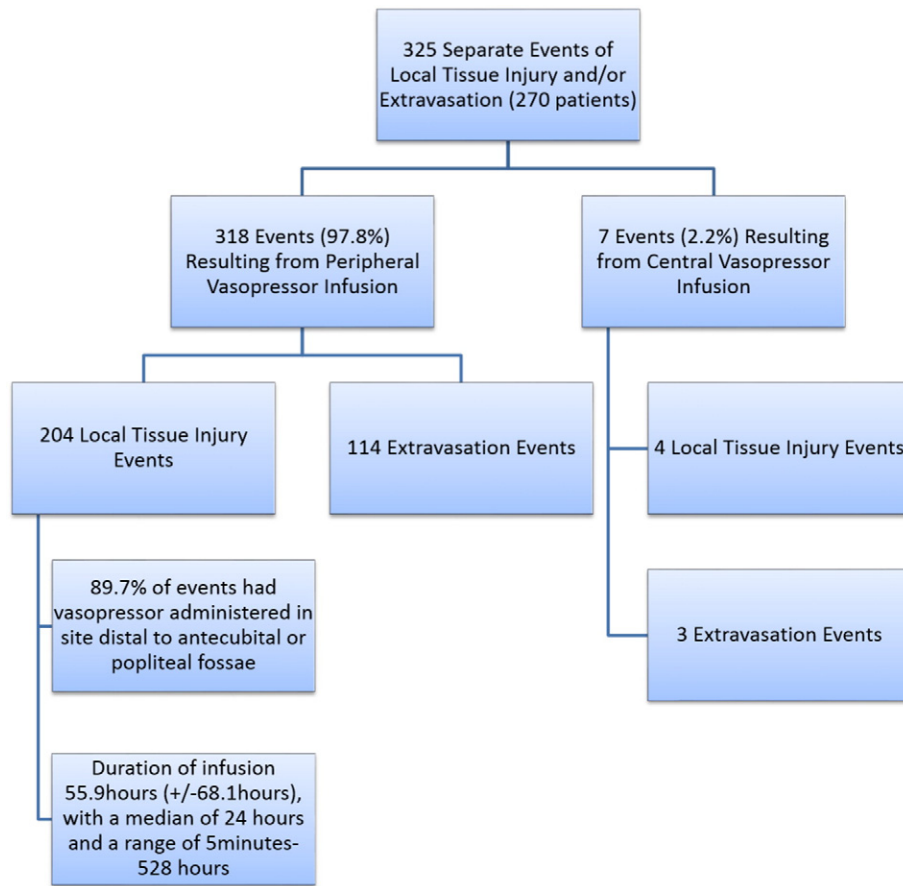 325 Separate Events of
Local Tissue Injury and/or
Extravasation (270 patients)
318 Events (97.8%)
Resulting from Peripheral
Vasopressor Infusion
7 Events (2.2%) Resulting
from Central Vasopressor
Infusion
204 Local Tissue Injury
Events
114 Extravasation Events
4 Local Tissue Injury Events
89.7% of events had
vasopressor administered in
site distal to antecubital or
popliteal fossae
3 Extravasation Events
Duration of infusion
55.9hours (+/-68.1hours),
with a median of 24 hours
and a range of 5minutes-
528 hours